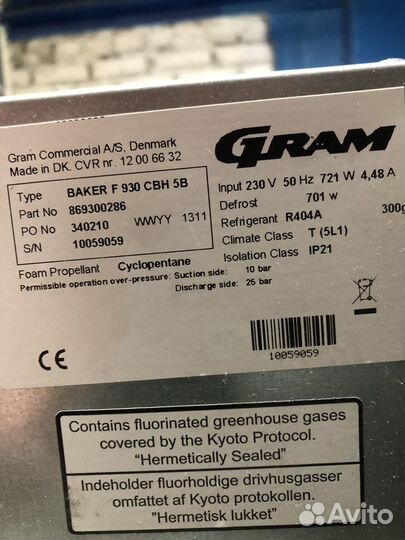 Gram Commercial A/S, Denmark
Made in DK. CVR nr. 12 00 66 32
GRAM
Type BAKER F 930 CBH 5B
Part No 869300286
PO No 340210 WWYY 1311
S/N 10059059
Input 230 V 50 Hz 721 W 4,48 A
Defrost 701 W
Refrigerant R404A 300g
Climate Class T (5L1)
Isolation Class IP21
Foam Propellant Cyclopentane
Permissible operation over-pressure: Suction side: 10 bar
Discharge side: 25 bar
CE
10059059
Contains fluorinated greenhouse gases
covered by the Kyoto Protocol.
"Hermetically Sealed"
Indeholder fluorholdige drivhusgasser
omfattet af Kyoto protokollen.
"Hermetisk lukket"
Avito